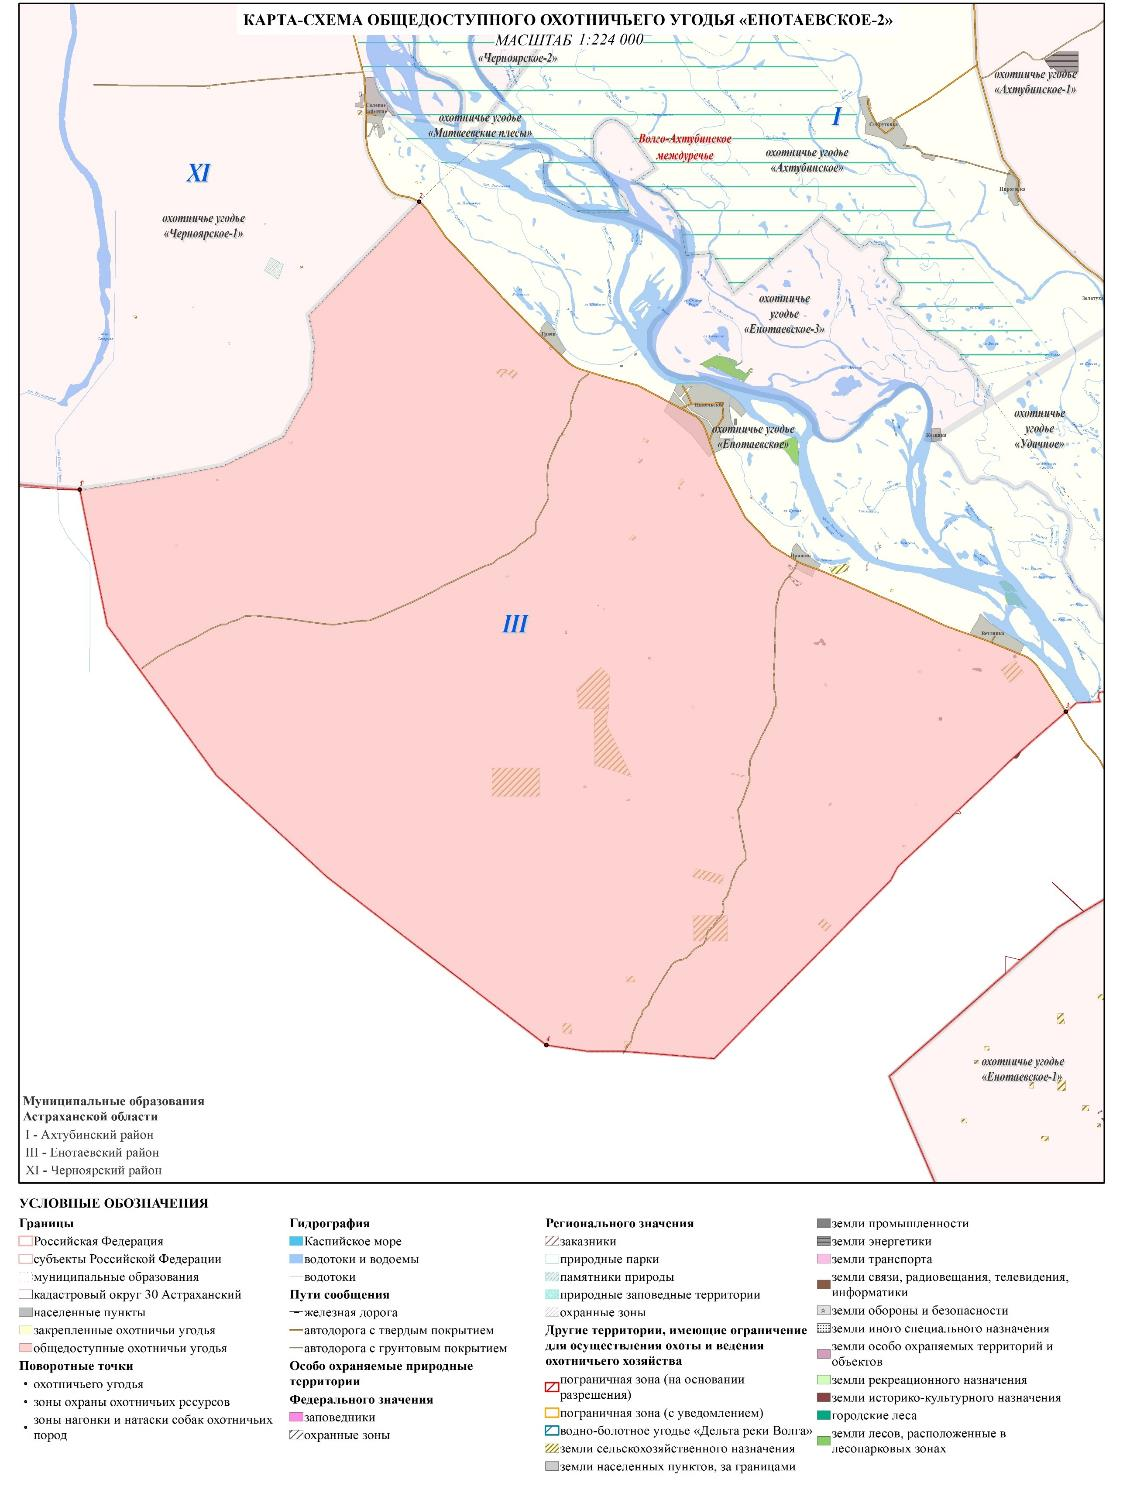 КАРТА-СХЕМА ОБЩЕДОСТУПНОГО ОХОТНИЧЬЕГО УГОДЬЯ «ЕНОТАЕВСКОЕ-2»
МАСШТАБ 1:224 000
«Черноярское-2»
охотничье угодье
«Ахтубинское-1»
охотничье угодье
«Матвеевские плесы»
I
Волго-Ахтубинское
междуречье
охотничье угодье
«Ахтубинское»
XI
охотничье угодье
«Черноярское-1»
2
охотничье
угодье
«Енотаевское-3»
охотничье
угодье
«Удачное»
охотничье угодье
«Енотаевское»
1
III
Ветлянка
3
4
охотничье угодье
«Енотаевское-1»
Муниципальные образования
Астраханской области
I - Ахтубинский район
III - Енотаевский район
XI - Черноярский район
УСЛОВНЫЕ ОБОЗНАЧЕНИЯ
Границы
Российская Федерация
субъекты Российской Федерации
муниципальные образования
кадастровый округ 30 Астраханский
населенные пункты
закрепленные охотничьи угодья
общедоступные охотничьи угодья
Поворотные точки
охотничьего угодья
зоны охраны охотничьих ресурсов
зоны нагонки и натаски собак охотничьих
пород
Гидрография
Каспийское море
водотоки и водоемы
водотоки
Пути сообщения
железная дорога
автодорога с твердым покрытием
автодорога с грунтовым покрытием
Особо охраняемые природные
территории
Федерального значения
заповедники
охранные зоны
Регионального значения
заказники
природные парки
памятники природы
природные заповедные территории
охранные зоны
Другие территории, имеющие ограничение
для осуществления охоты и ведения
охотничьего хозяйства
пограничная зона (на основании
разрешения)
пограничная зона (с уведомлением)
водно-болотное угодье «Дельта реки Волга»
земли сельскохозяйственного назначения
земли населенных пунктов, за границами
земли промышленности
земли энергетики
земли транспорта
земли связи, радиовещания, телевидения,
информатики
земли обороны и безопасности
земли иного специального назначения
земли особо охраняемых территорий и
объектов
земли рекреационного назначения
земли историко-культурного назначения
городские леса
земли лесов, расположенные в
лесопарковых зонах